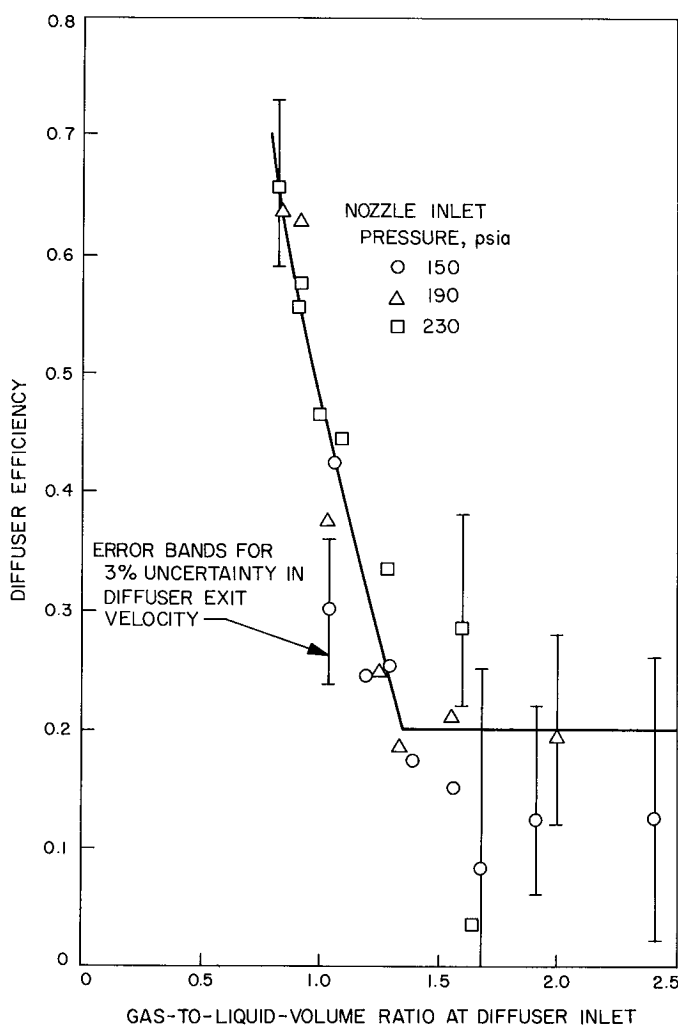 0.8
0.7
0.6
0.5
0.4
0.3
0.2
0.1
0
DIFFUSER EFFICIENCY
NOZZLE INLET
PRESSURE, psia
150
190
230
ERROR BANDS FOR
3% UNCERTAINTY IN
DIFFUSER EXIT
VELOCITY
0 0.5 1.0 1.5 2.0 2.5
GAS-TO-LIQUID-VOLUME RATIO AT DIFFUSER INLET